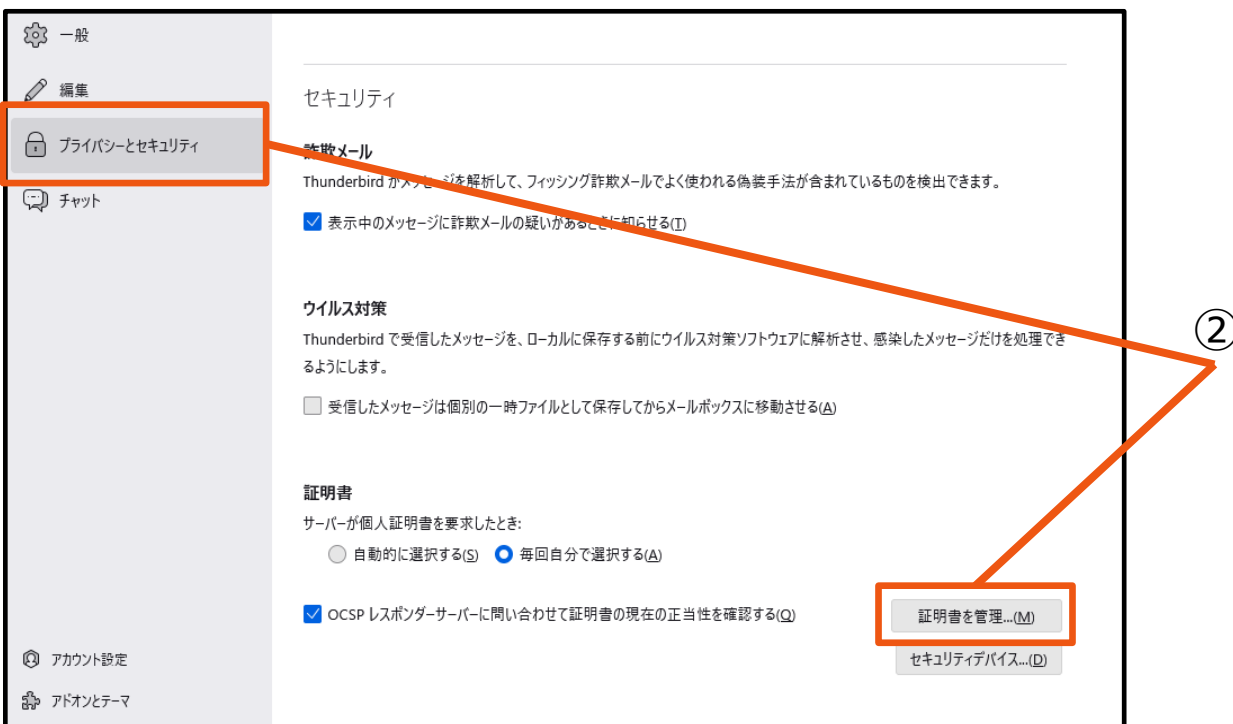 一般
編集
プライバシーとセキュリティ
チャット
アカウント設定
アドオンとテーマ
セキュリティ
詐欺メール
Thunderbird がメッセージを解析して、フィッシング詐欺メールでよく使われる偽装手法が含まれているものを検出できます。
表示中のメッセージに詐欺メールの疑いがあるときに知らせる(T)
ウイルス対策
Thunderbird で受信したメッセージを、ローカルに保存する前にウイルス対策ソフトウェアに解析させ、感染したメッセージだけを処理でき
るようにします。
受信したメッセージは個別の一時ファイルとして保存してからメールボックスに移動させる(A)
証明書
サーバーが個人証明書を要求したとき:
自動的に選択する(S) 毎回自分で選択する(A)
OCSP レスポンダーサーバーに問い合わせて証明書の現在の正当性を確認する(Q) 証明書を管理...(M)
セキュリティデバイス...(D)
②